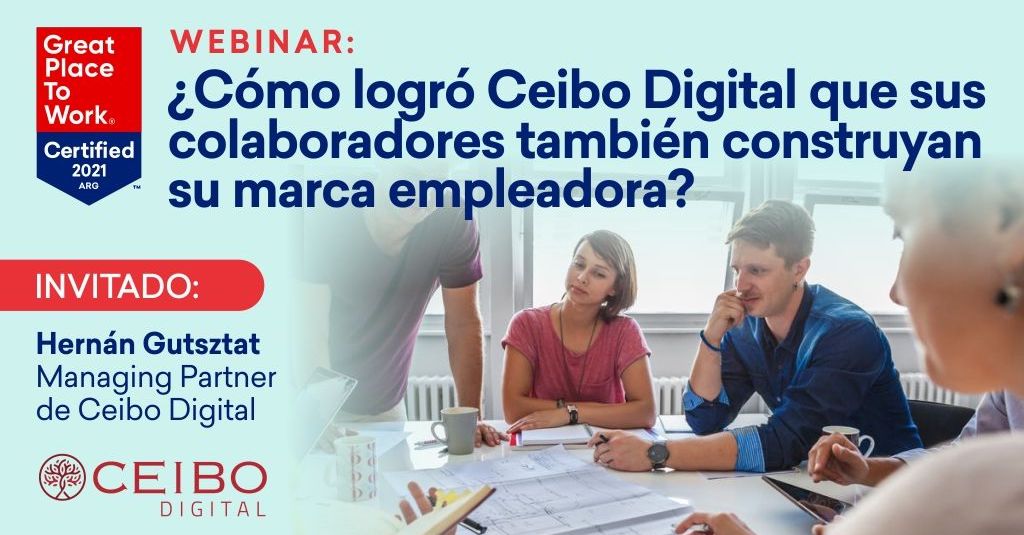 Great
Place
To
Work®
Certified
2021
ARG
™
WEBINAR:
¿Cómo logró Ceibo Digital que sus
colaboradores también construyan
su marca empleadora?
INVITADO:
Hernán Gutsztat
Managing Partner
de Ceibo Digital
CEIBO
DIGITAL